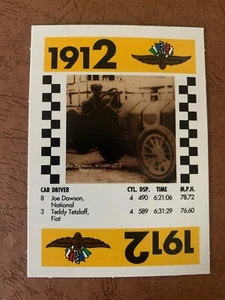 1912
CAR DRIVER CYL. DSP. TIME M.P.H.
8 Joe Dawson, 4 490 6:21:06 78.72
National
3 Teddy Tetzlaff, 4 589 6:31:29 76.60
Fiat
1912